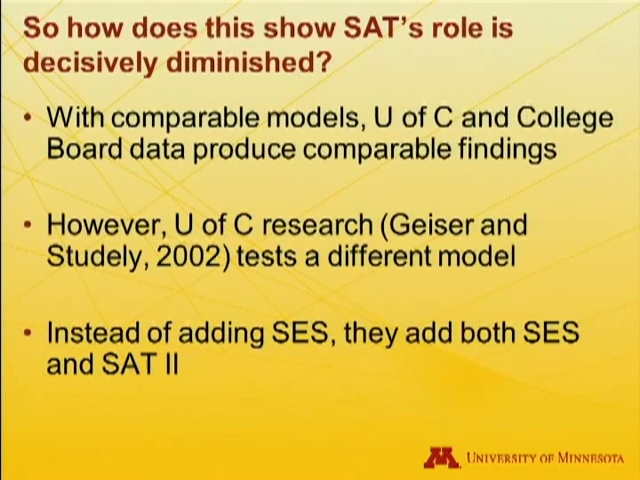 So how does this show SAT's role is
decisively diminished?
• With comparable models, U of C and College
Board data produce comparable findings
• However, U of C research (Geiser and
Studely, 2002) tests a different model
• Instead of adding SES, they add both SES
and SAT II
M UNIVERSITY OF MINNESOTA